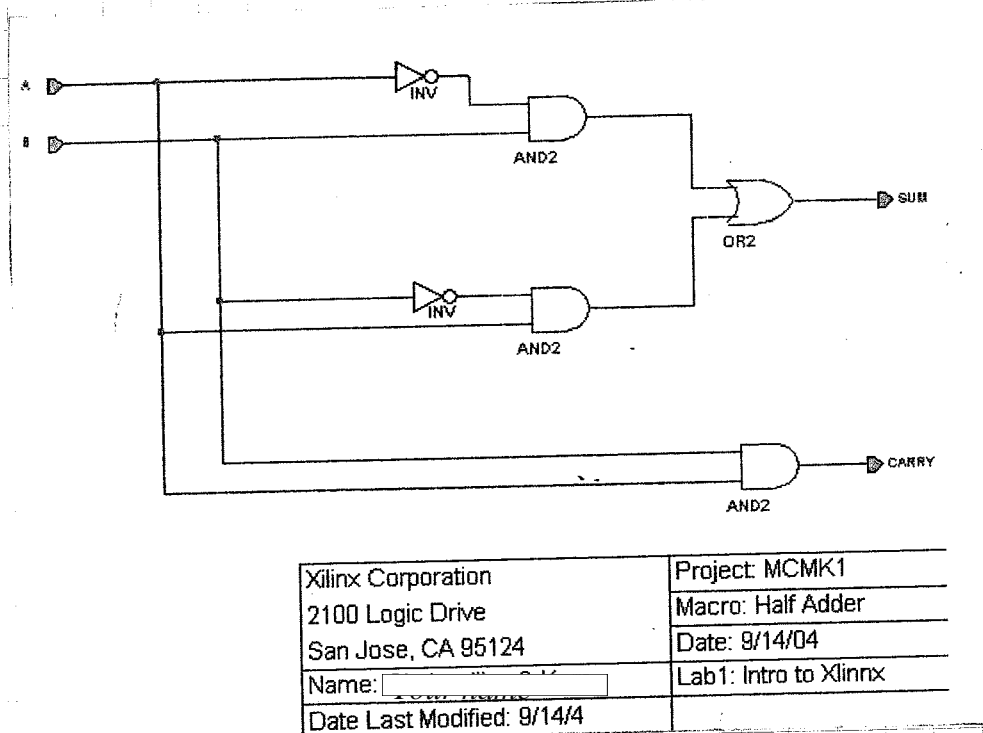 A
INV
B
AND2
SUM
OR2
INV
AND2
CARRY
AND2
Xilinx Corporation
2100 Logic Drive
San Jose, CA 95124
Name:
Date Last Modified: 9/14/4
Project: MCMK1
Macro: Half Adder
Date: 9/14/04
Lab1: Intro to Xlinnx